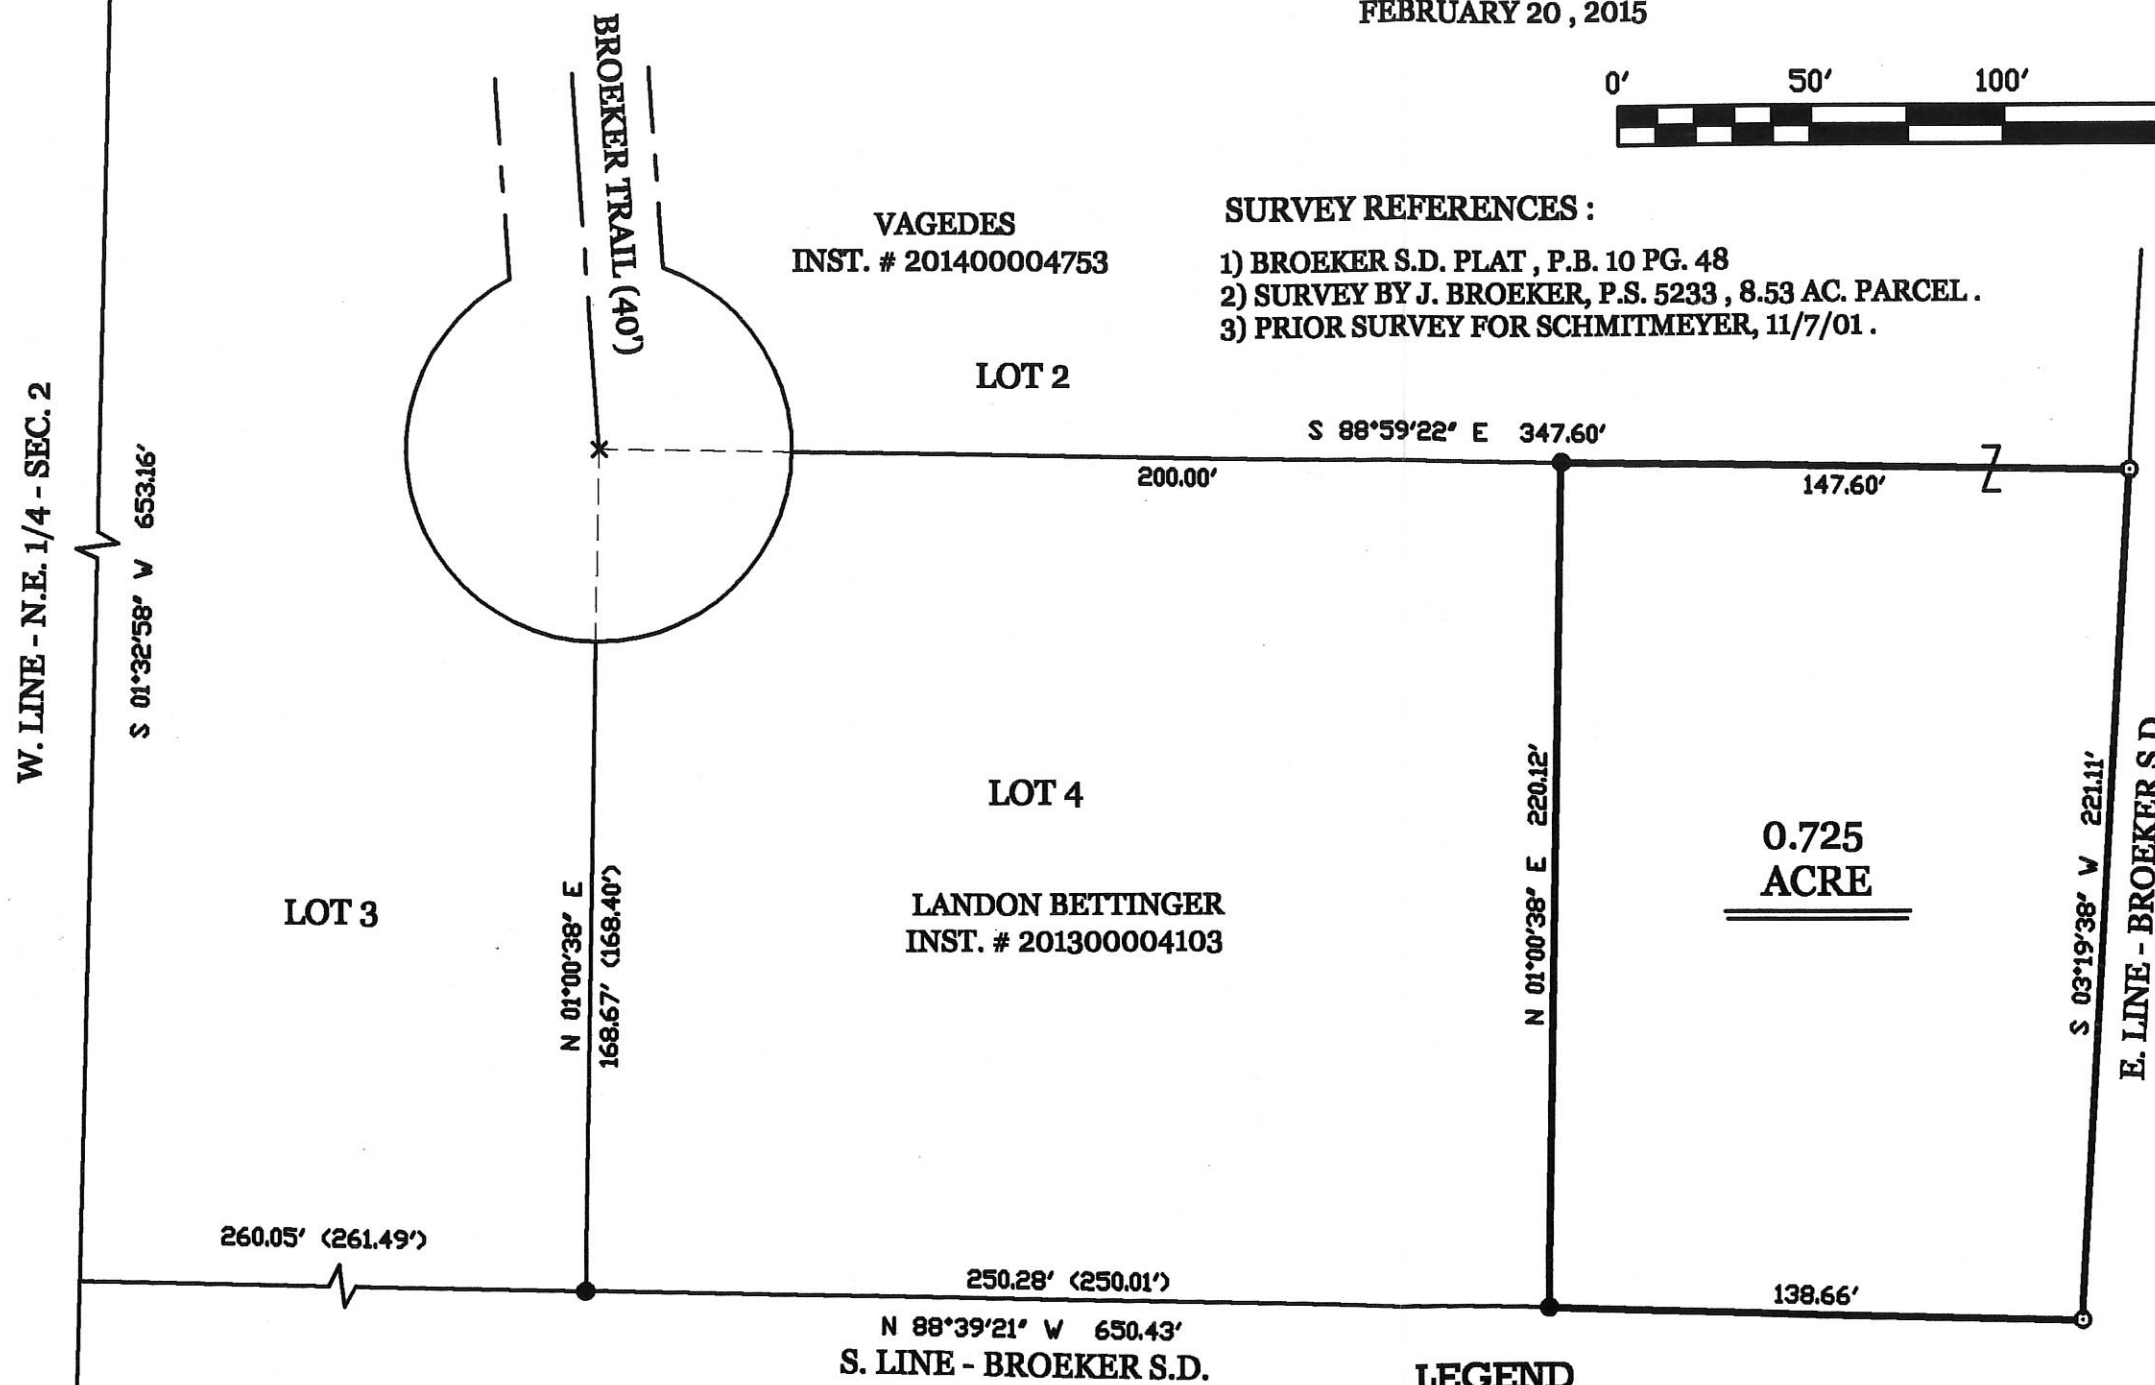 FEBRUARY 20 , 2015
0' 50' 100'
BROEKER TRAIL (40')
VAGEDES
INST. # 201400004753
SURVEY REFERENCES :
1) BROEKER S.D. PLAT , P.B. 10 PG. 48
2) SURVEY BY J. BROEKER, P.S. 5233 , 8.53 AC. PARCEL .
3) PRIOR SURVEY FOR SCHMITMEYER, 11/7/01 .
LOT 2
W. LINE - N.E. 1/4 - SEC. 2
S 01°32'58" W 653.16'
S 88°59'22" E 347.60'
200.00'
147.60'
LOT 4
LANDON BETTINGER
INST. # 201300004103
LOT 3
N 01°00'38" E
168.67' (168.40')
N 01°00'38" E 220.12'
0.725
ACRE
S 03°19'38" W 221.11'
E. LINE - BROEKER S.D.
260.05' (261.49')
250.28' (250.01')
138.66'
N 88°39'21" W 650.43'
S. LINE - BROEKER S.D.
LEGEND